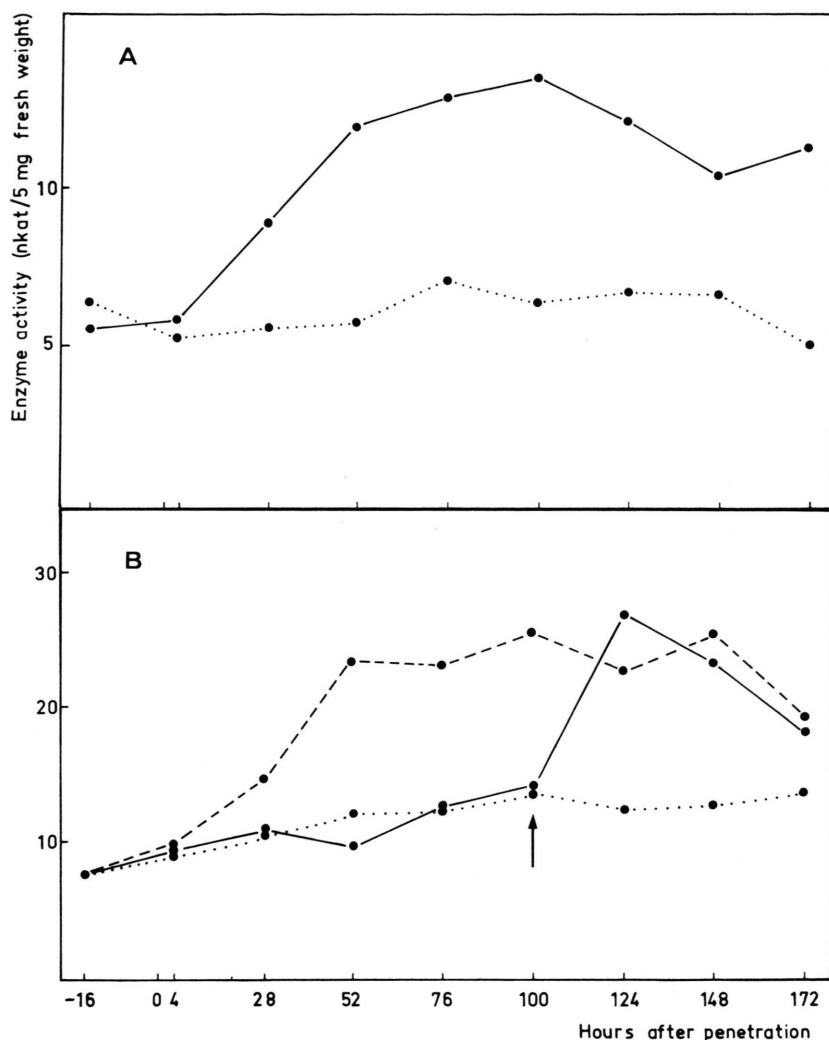 A
Enzyme activity (nkat/5 mg fresh weight)
10
5
B
30
20
10
-16 0 4 28 52 76 100 124 148 172
Hours after penetration